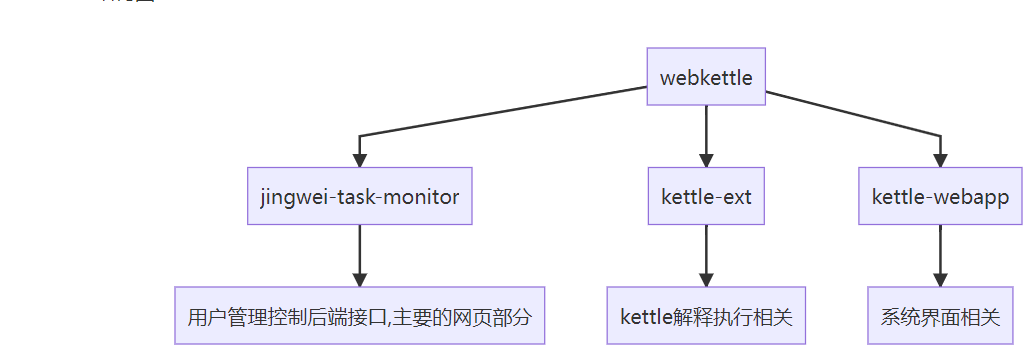 webkettle
jingwei-task-monitor
kettle-ext
kettle-webapp
用户管理控制后端接口,主要的网页部分
kettle解释执行相关
系统界面相关